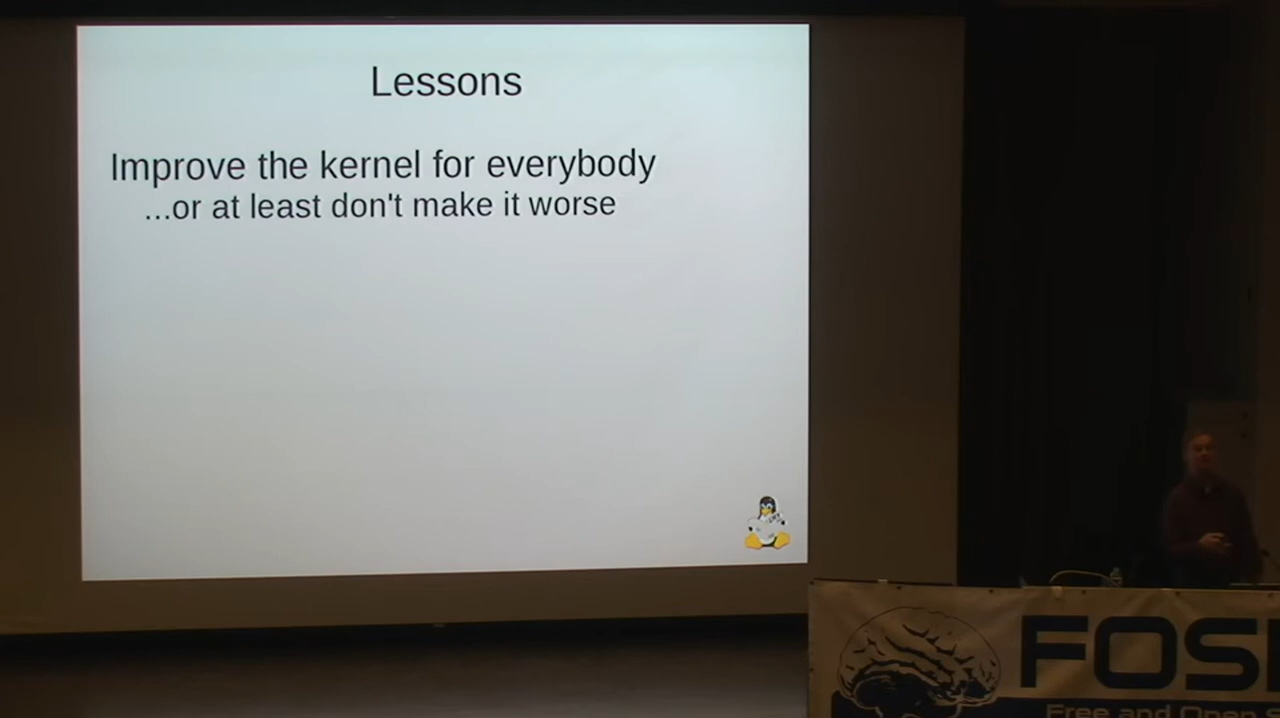 Lessons
Improve the kernel for everybody
...or at least don't make it worse
FOS
Free and Open S